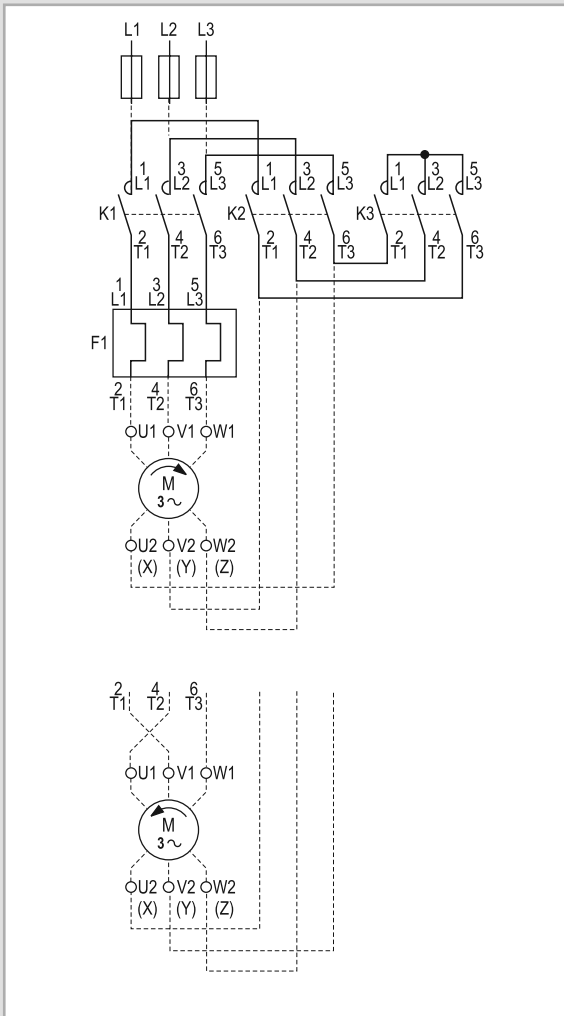 L1 L2 L3
1 3 5 1 3 5 1 3 5
L1 L2 L3 L1 L2 L3 L1 L2 L3
K1 K2 K3
2 4 6 2 4 6 2 4 6
T1 T2 T3 T1 T2 T3 T1 T2 T3
1 3 5
L1 L2 L3
F1
2 4 6
T1 T2 T3
U1 V1 W1
M
3~
U2 V2 W2
(X) (Y) (Z)
2 4 6
T1 T2 T3
U1 V1 W1
M
3~
U2 V2 W2
(X) (Y) (Z)